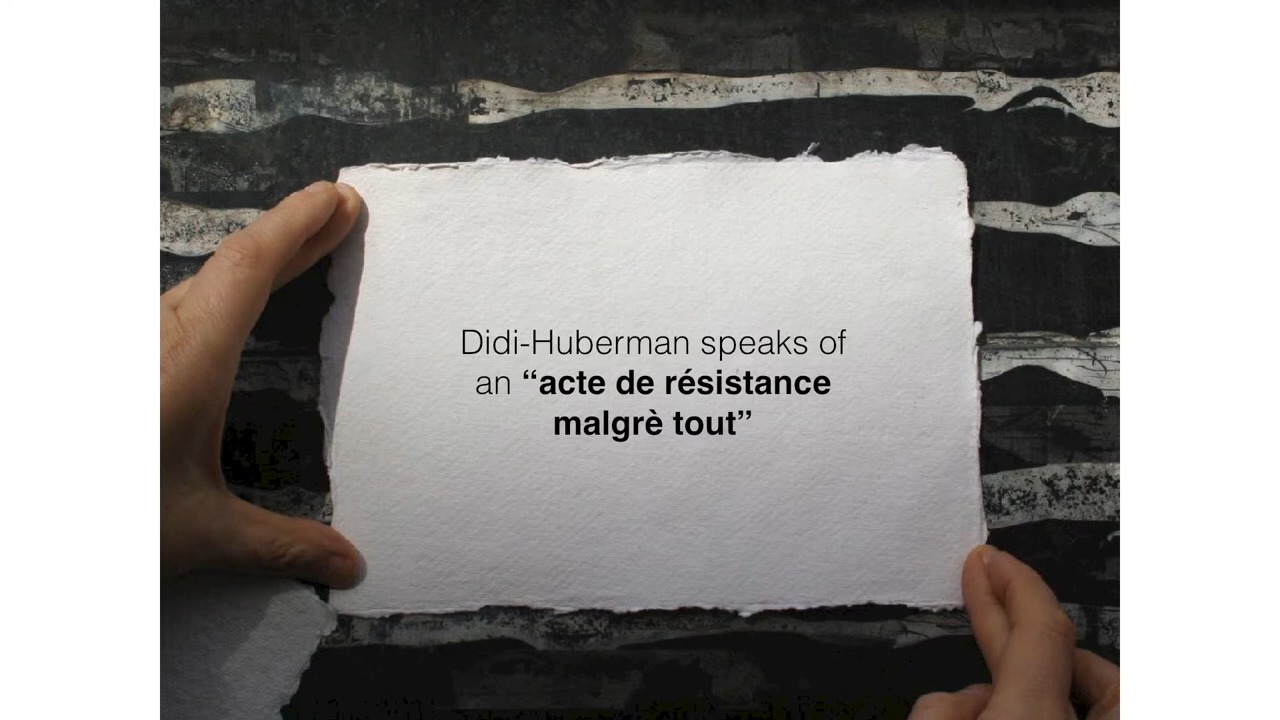 Didi-Huberman speaks of
an “acte de résistance
malgrè tout”